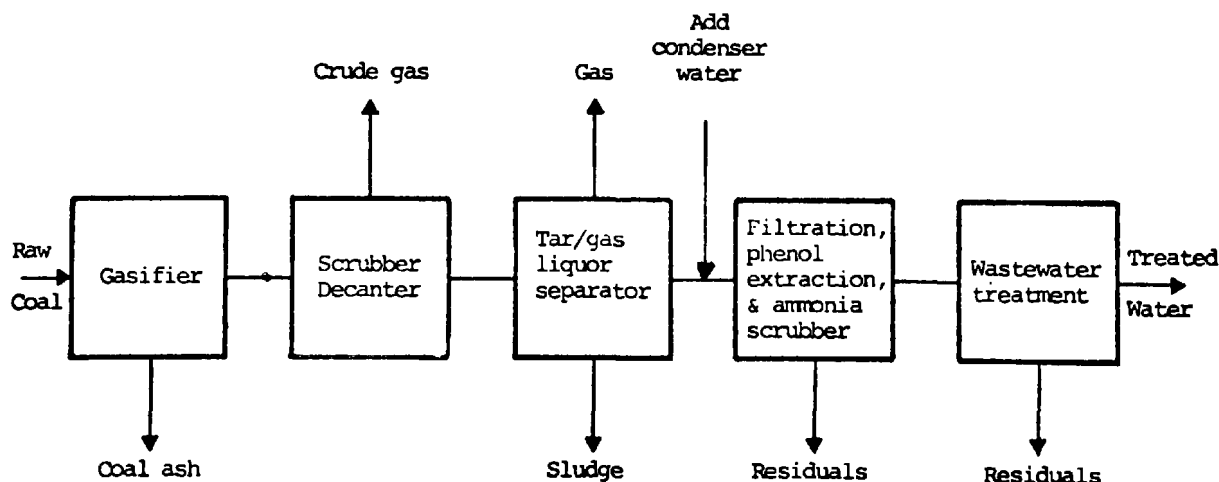 Add
condenser
water
Crude gas
Gas
Raw
Coal
Gasifier
Scrubber
Decanter
Tar/gas
liquor
separator
Filtration,
phenol
extraction,
& ammonia
scrubber
Wastewater
treatment
Treated
Water
Coal ash
Sludge
Residuals
Residuals